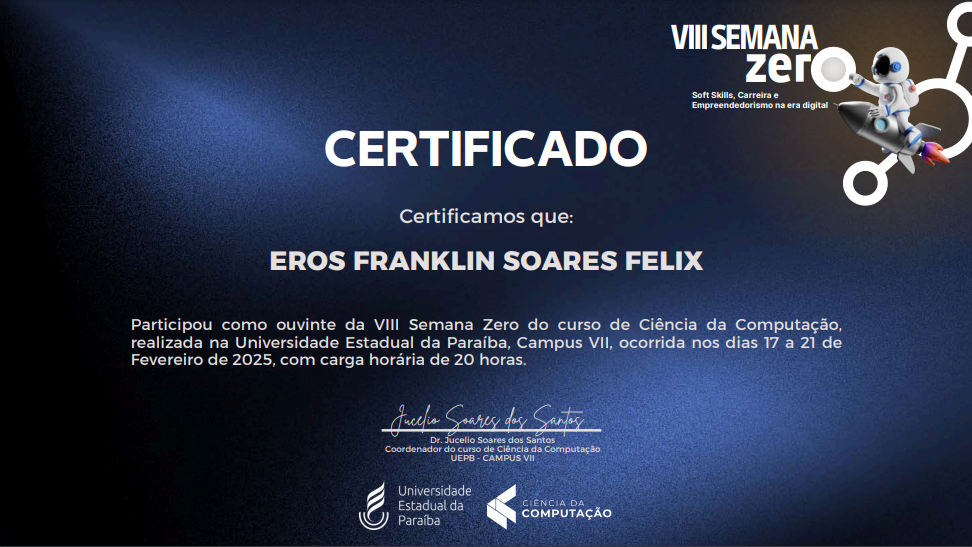 VIII SEMANA
zero
Soft Skills, Carreira e
Empreendedorismo na era digital
CERTIFICADO
Certificamos que:
EROS FRANKLIN SOARES FELIX
Participou como ouvinte da VIII Semana Zero do curso de Ciência da Computação,
realizada na Universidade Estadual da Paraíba, Campus VII, ocorrida nos dias 17 a 21 de
Fevereiro de 2025, com carga horária de 20 horas.
Jucelio Soares dos Santos
Dr. Jucelio Soares dos Santos
Coordenador do curso de Ciência da Computação
UEPB - CAMPUS VII
Universidade
Estadual da
Paraíba
CIÊNCIA DA
COMPUTAÇÃO